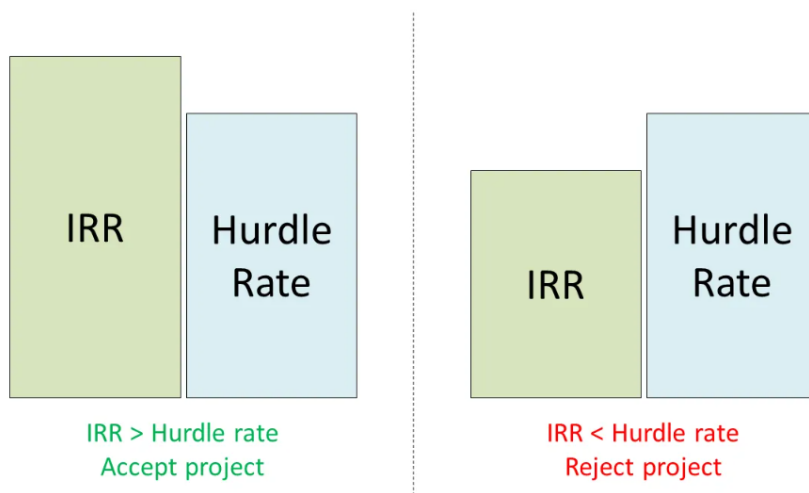 IRR
Hurdle
Rate
IRR > Hurdle rate
Accept project
IRR
Hurdle
Rate
IRR < Hurdle rate
Reject project